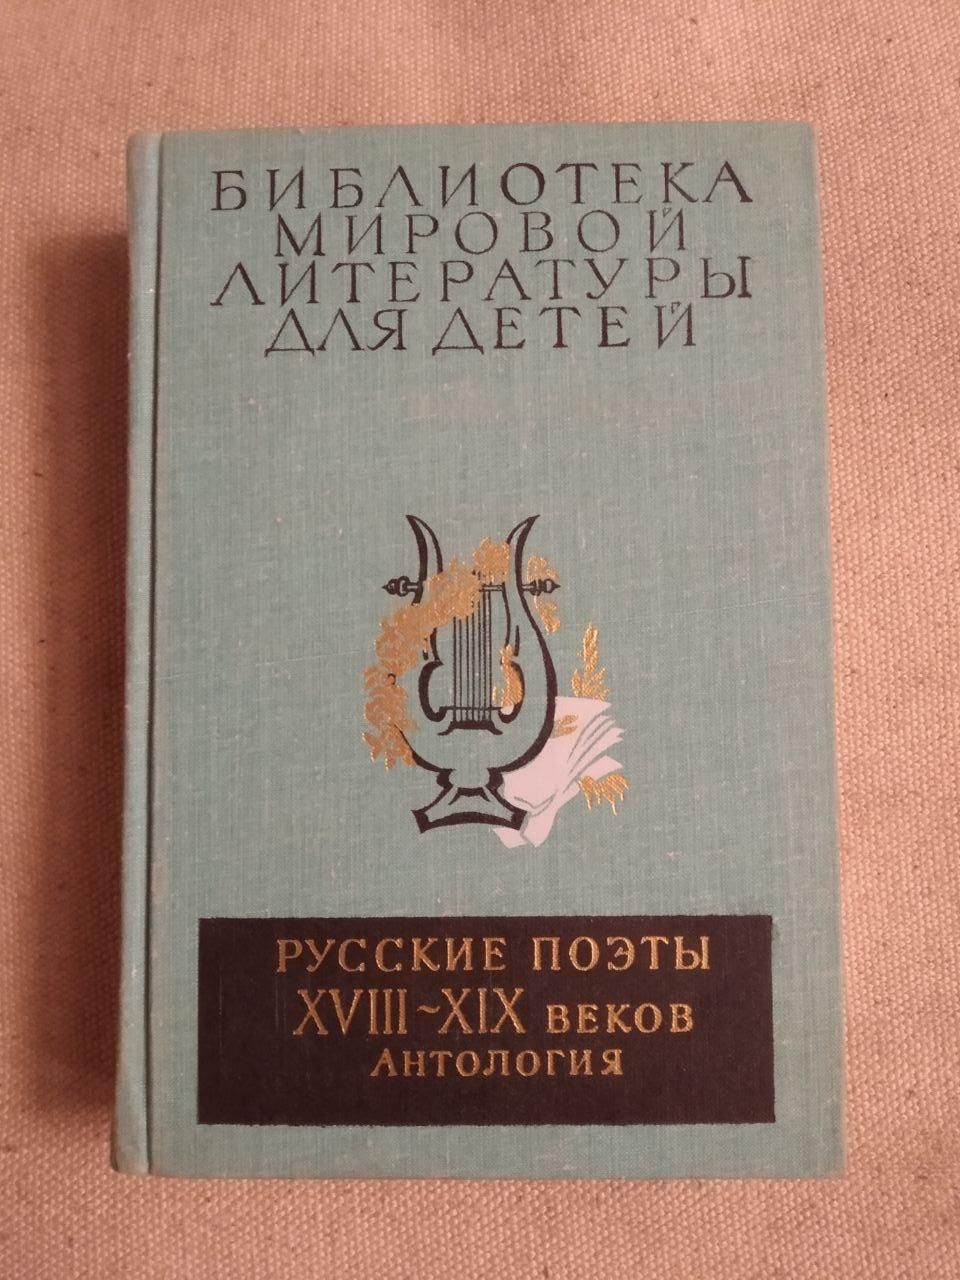 БИБЛИОТЕКА
МИРОВОЙ
ЛИТЕРАТУРЫ
ДЛЯ ДЕТЕЙ
РУССКИЕ ПОЭТЫ
XVIII~XIX ВЕКОВ
АНТОЛОГИЯ